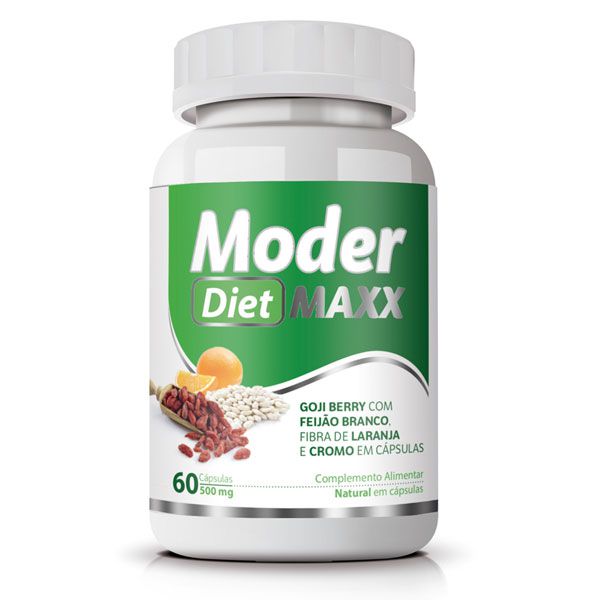 Moder
Diet MAXX
GOJI BERRY COM
FEIJÃO BRANCO,
FIBRA DE LARANJA
E CROMO EM CÁPSULAS
60 Cápsulas
500 mg
Complemento Alimentar
Natural em cápsulas